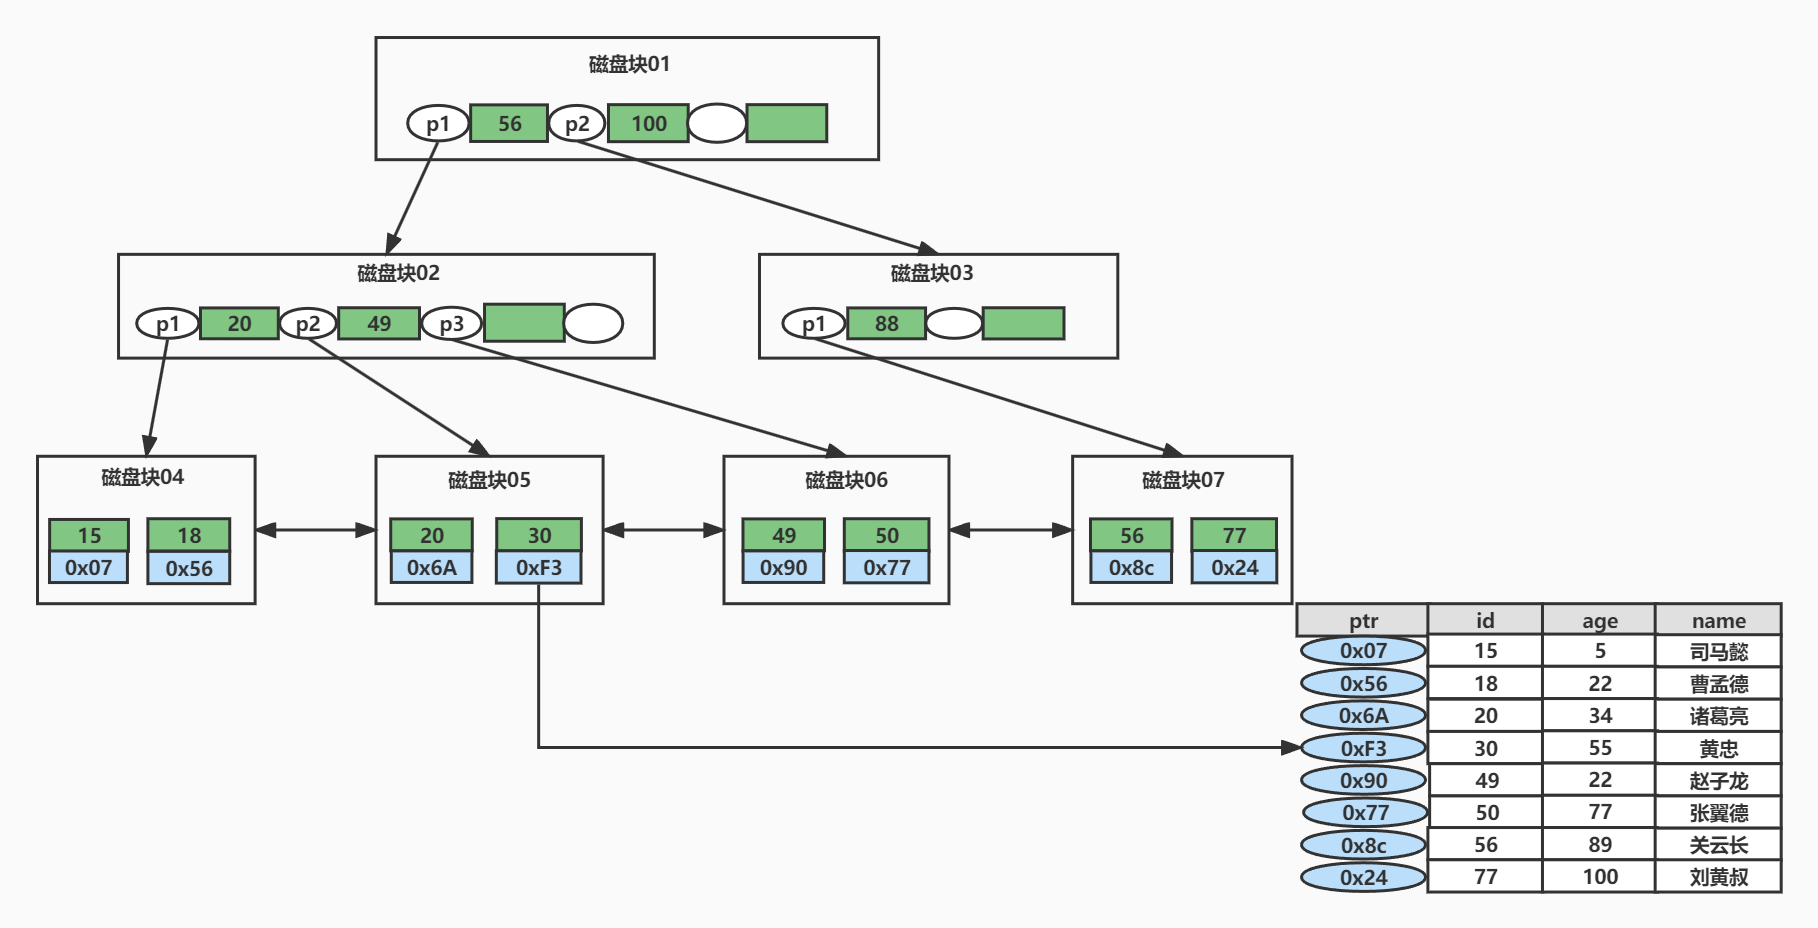 磁盘块01
p1 56 p2 100
磁盘块02
p1 20 p2 49 p3
磁盘块03
p1 88
磁盘块04
15 18
0x07 0x56
磁盘块05
20 30
0x6A 0xF3
磁盘块06
49 50
0x90 0x77
磁盘块07
56 77
0x8c 0x24
ptr id age name
0x07 15 5 司马懿
0x56 18 22 曹孟德
0x6A 20 34 诸葛亮
0xF3 30 55 黄忠
0x90 49 22 赵子龙
0x77 50 77 张翼德
0x8c 56 89 关云长
0x24 77 100 刘黄叔